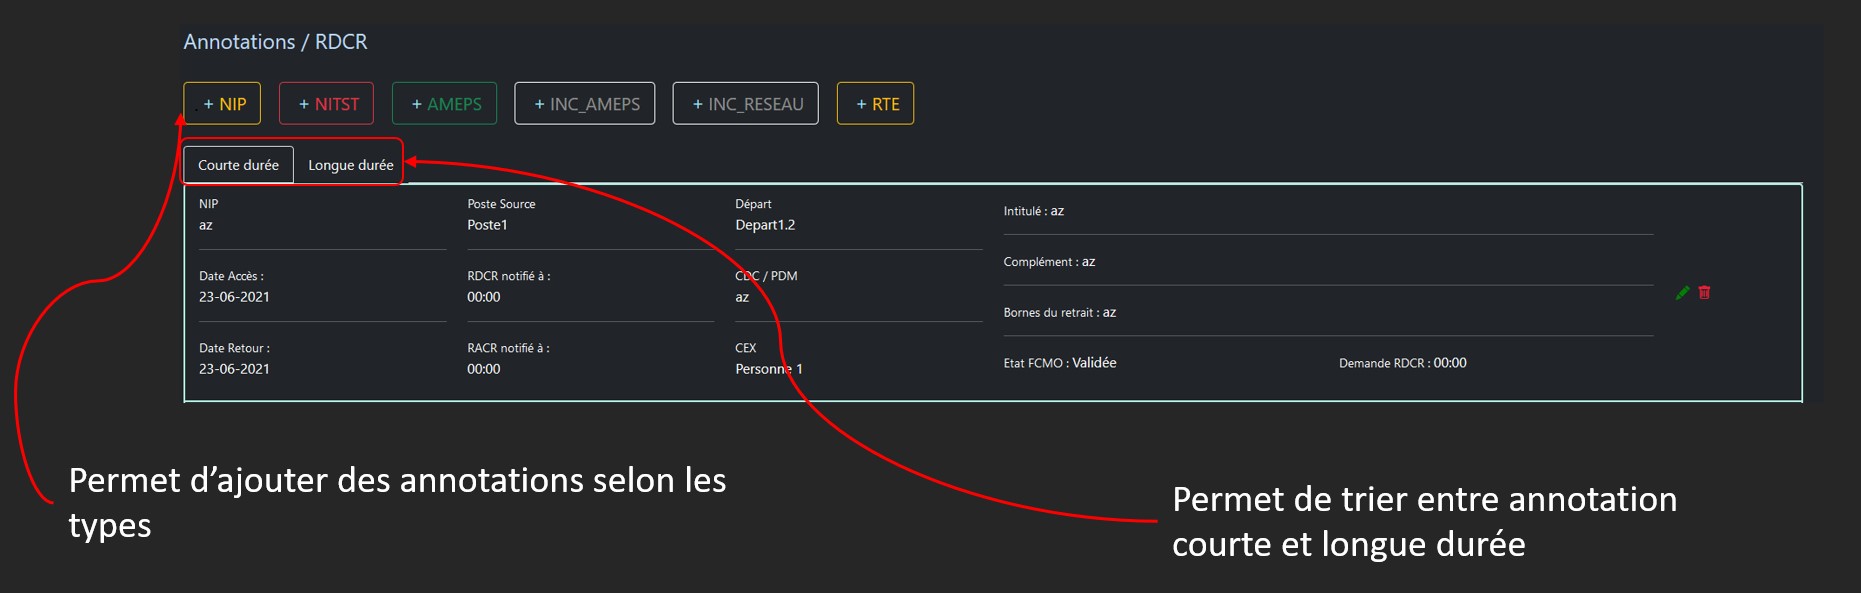 Annotations / RDCR
+ NIP + NITST + AMEPS + INC_AMEPS + INC_RESEAU + RTE
Courte durée Longue durée
NIP
az
Poste Source
Poste1
Départ
Depart1.2
Intitulé : az
Complément : az
Date Accès :
23-06-2021
RDCR notifié à :
00:00
CDC / PDM
az
Bornes du retrait : az
Date Retour :
23-06-2021
RACR notifié à :
00:00
CEX
Personne 1
Etat FCMO : Validée
Demande RDCR : 00:00
Permet d’ajouter des annotations selon les
types
Permet de trier entre annotation
courte et longue durée